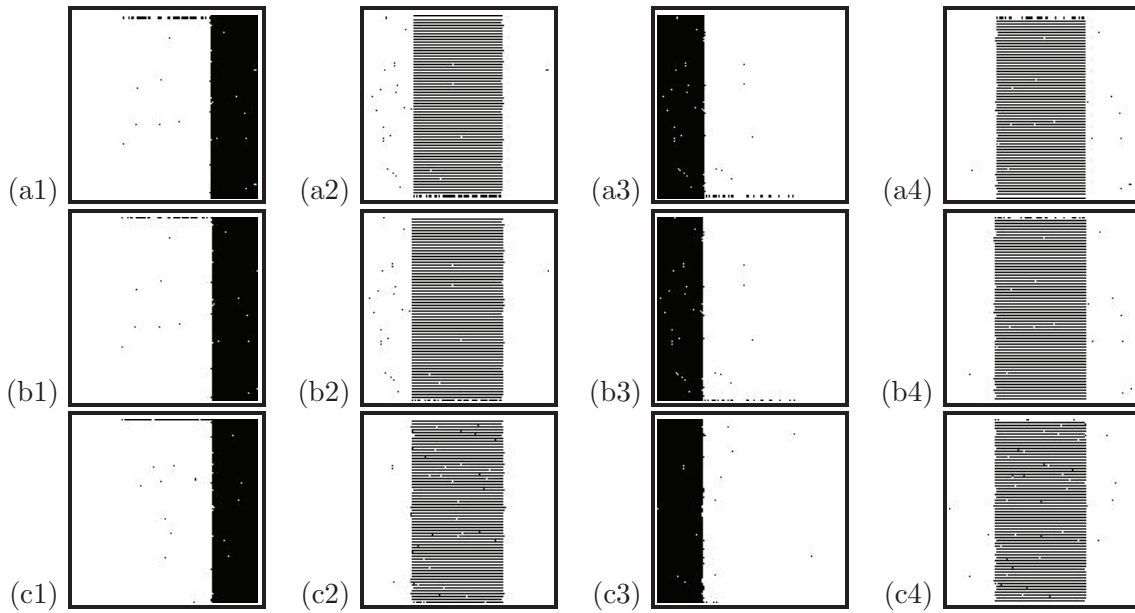 (a1) (a2) (a3) (a4)
(b1) (b2) (b3) (b4)
(c1) (c2) (c3) (c4)